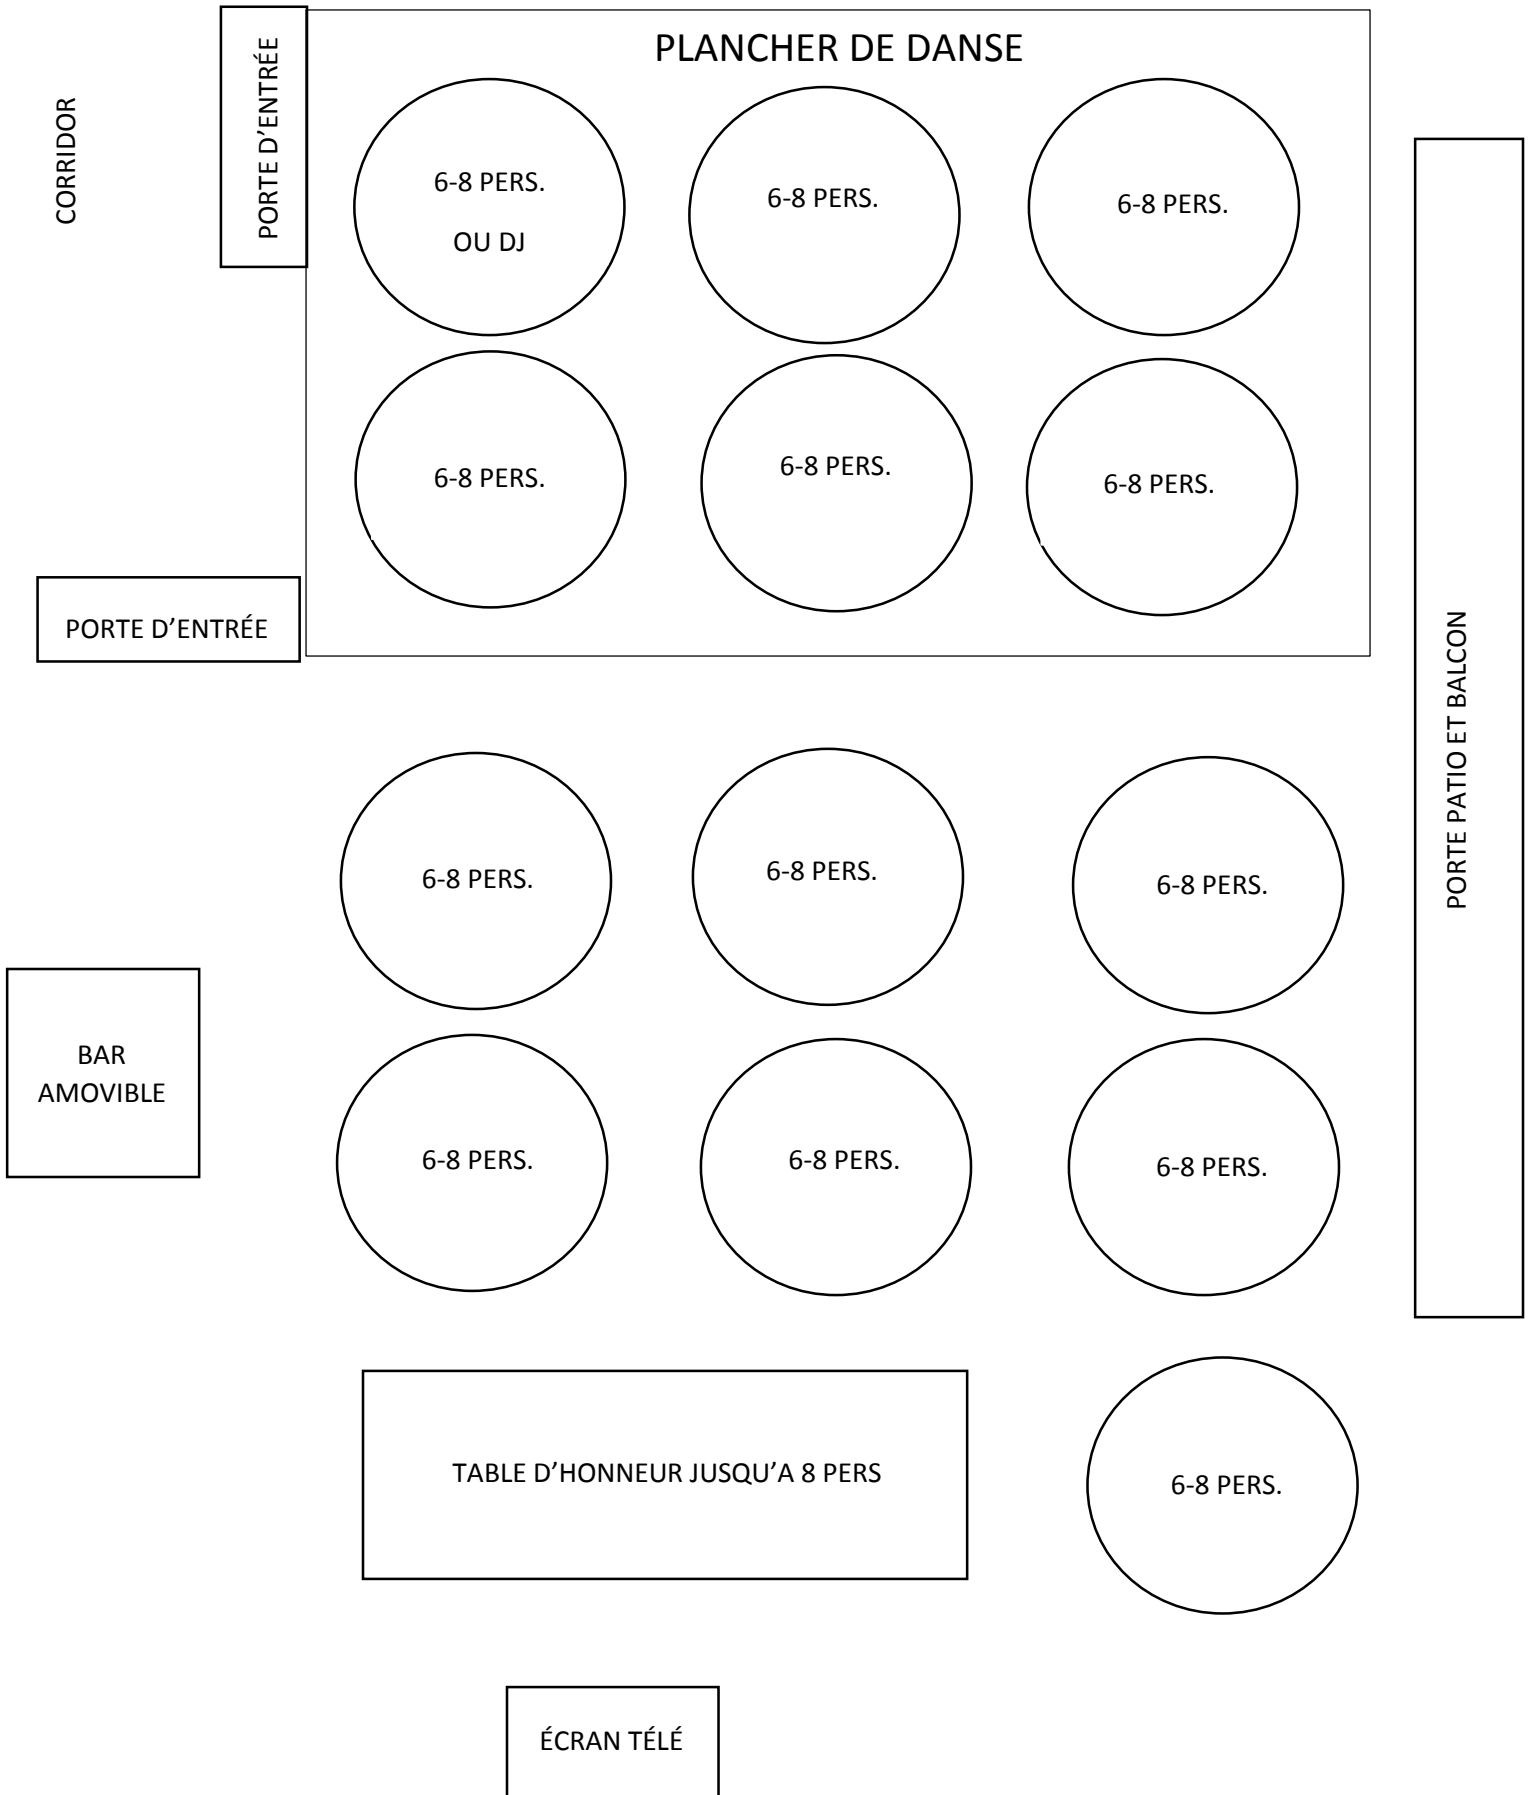 PLANCHER DE DANSE
CORRIDOR
PORTE D’ENTRÉE
6-8 PERS.
OU DJ
6-8 PERS.
6-8 PERS.
6-8 PERS.
6-8 PERS.
6-8 PERS.
PORTE D’ENTRÉE
PORTE PATIO ET BALCON
6-8 PERS.
6-8 PERS.
6-8 PERS.
BAR
AMOVIBLE
6-8 PERS.
6-8 PERS.
6-8 PERS.
TABLE D’HONNEUR JUSQU’A 8 PERS
6-8 PERS.
ÉCRAN TÉLÉ